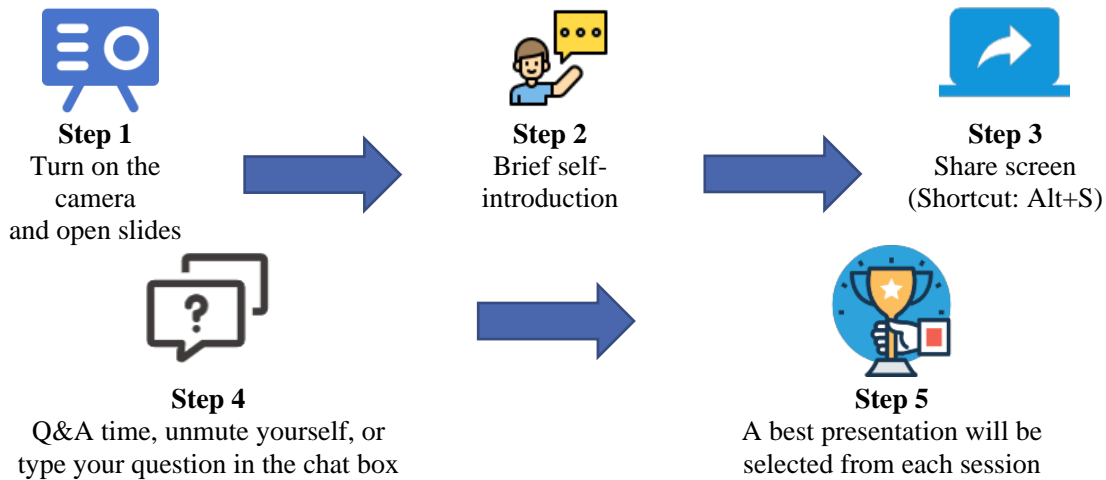 Step 1
Turn on the
camera
and open slides
Step 2
Brief self-
introduction
Step 3
Share screen
(Shortcut: Alt+S)
?
Step 4
Q&A time, unmute yourself, or
type your question in the chat box
Step 5
A best presentation will be
selected from each session